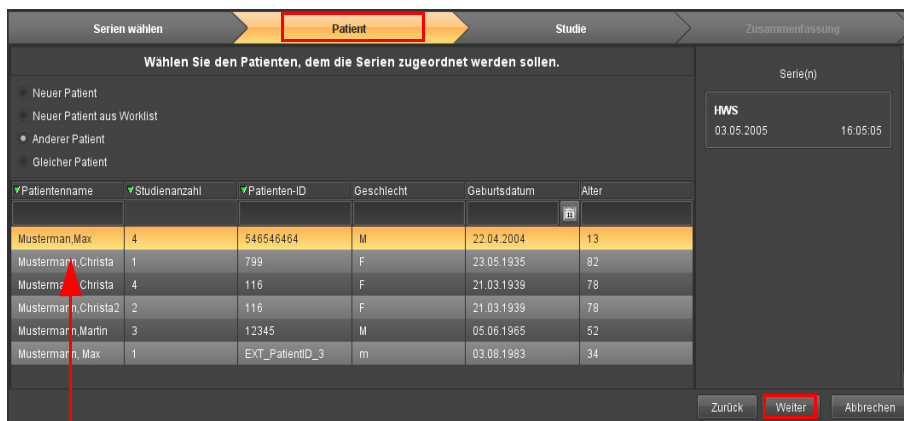 Serien wählen Patient Studie Zusammenfassung
Wählen Sie den Patienten, dem die Serien zugeordnet werden sollen.
Neuer Patient
Neuer Patient aus Worklist
Anderer Patient
Gleicher Patient
Patientenname Studienanzahl Patienten-ID Geschlecht Geburtsdatum Alter
Musterman,Max 4 546546464 M 22.04.2004 13
Mustermann,Christa 1 799 F 23.05.1935 82
Mustermann,Christa 4 116 F 21.03.1939 78
Mustermann,Christa2 2 116 F 21.03.1939 78
Mustermann,Martin 3 12345 M 05.06.1965 52
Mustermann, Max 1 EXT_PatientID_3 m 03.08.1983 34
Serie(n)
HWS
03.05.2005 16:05:05
Zurück Weiter Abbrechen